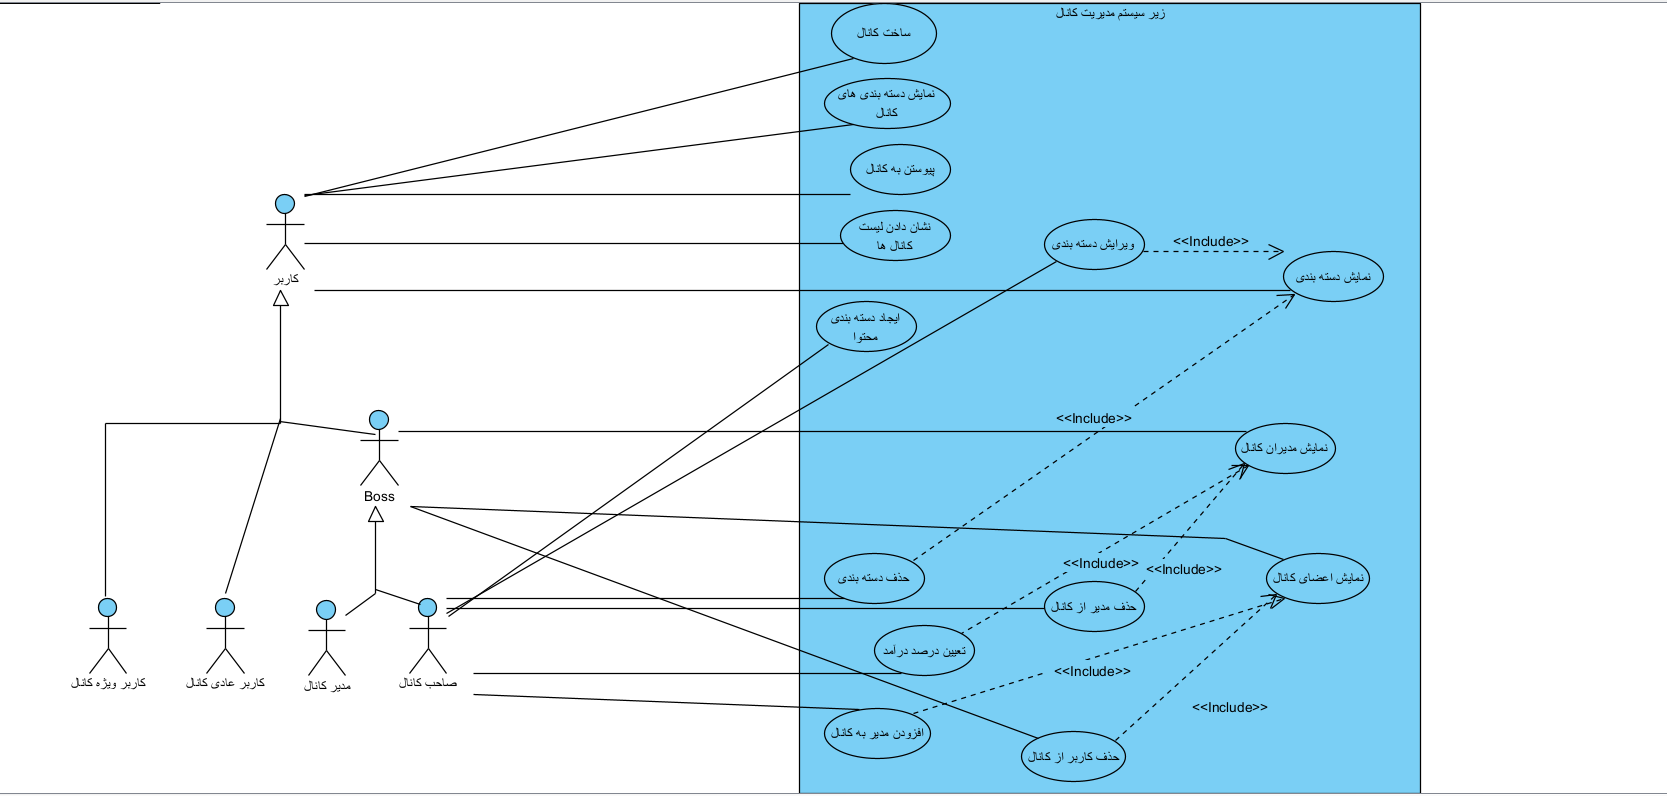 زیر سیستم مدیریت کانال
ساخت کانال
نمایش دسته بندی های
کانال
پیوستن به کانال
نشان دادن لیست
کانال ها
ویرایش دسته بندی
<<Include>>
نمایش دسته بندی
کاربر
ایجاد دسته بندی
محتوا
<<Include>>
نمایش مدیران کانال
Boss
<<Include>>
<<Include>>
حذف دسته بندی
نمایش اعضای کانال
حذف مدیر از کانال
تعیین درصد درآمد
<<Include>>
کاربر ویژه کانال
کاربر عادی کانال
مدیر کانال
صاحب کانال
<<Include>>
افزودن مدیر به کانال
حذف کاربر از کانال